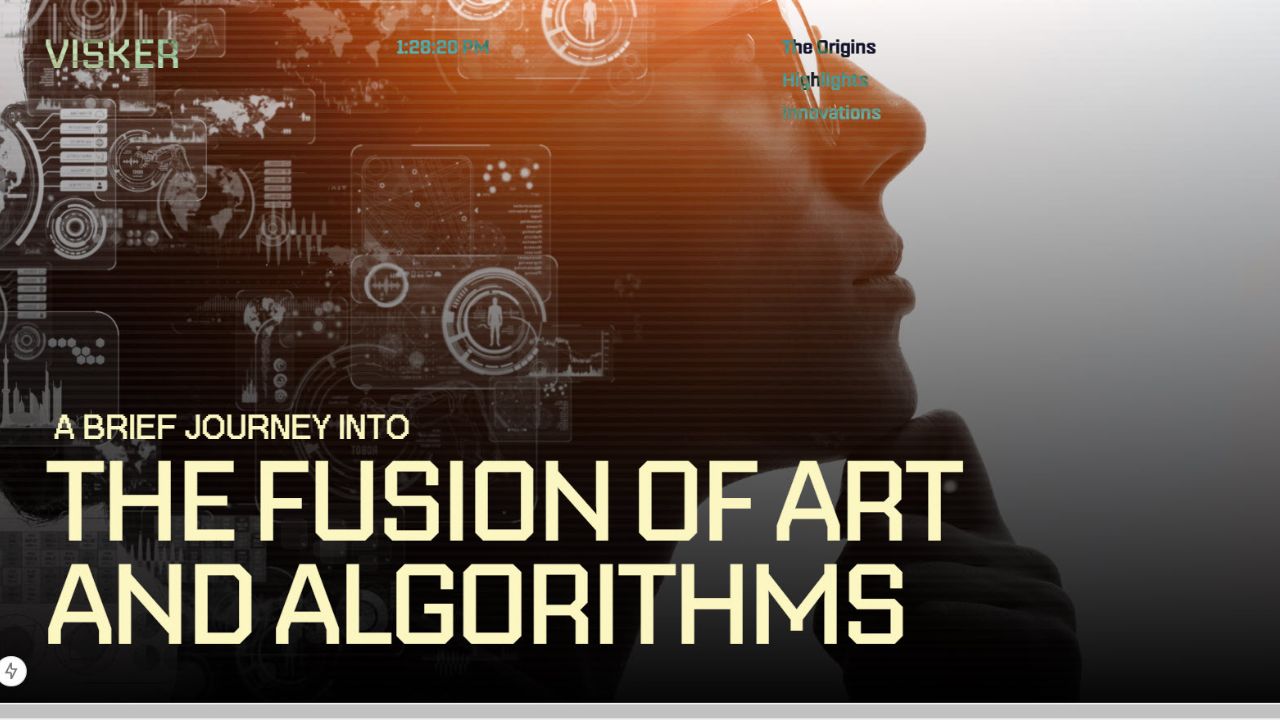 VISKER
1:28:20 PM
The Origins
Highlights
Innovations
A BRIEF JOURNEY INTO
THE FUSION OF ART
AND ALGORITHMS